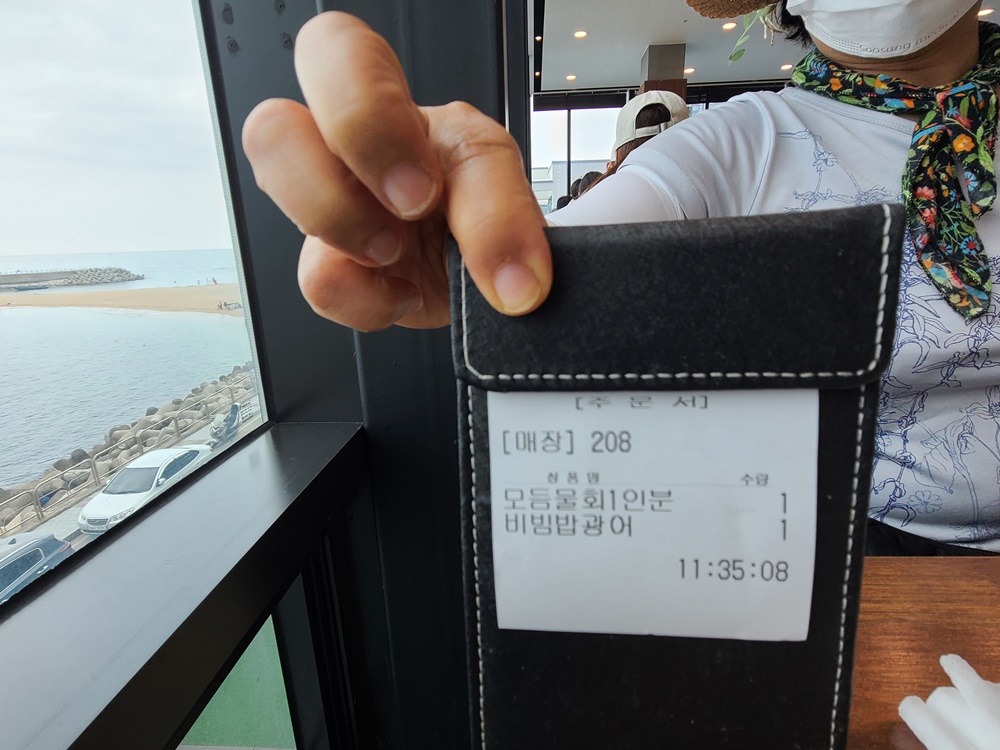 [주 문 서]
[매장] 208
상 품 명 수량
모듬물회1인분 1
비빔밥광어 1
11:35:08